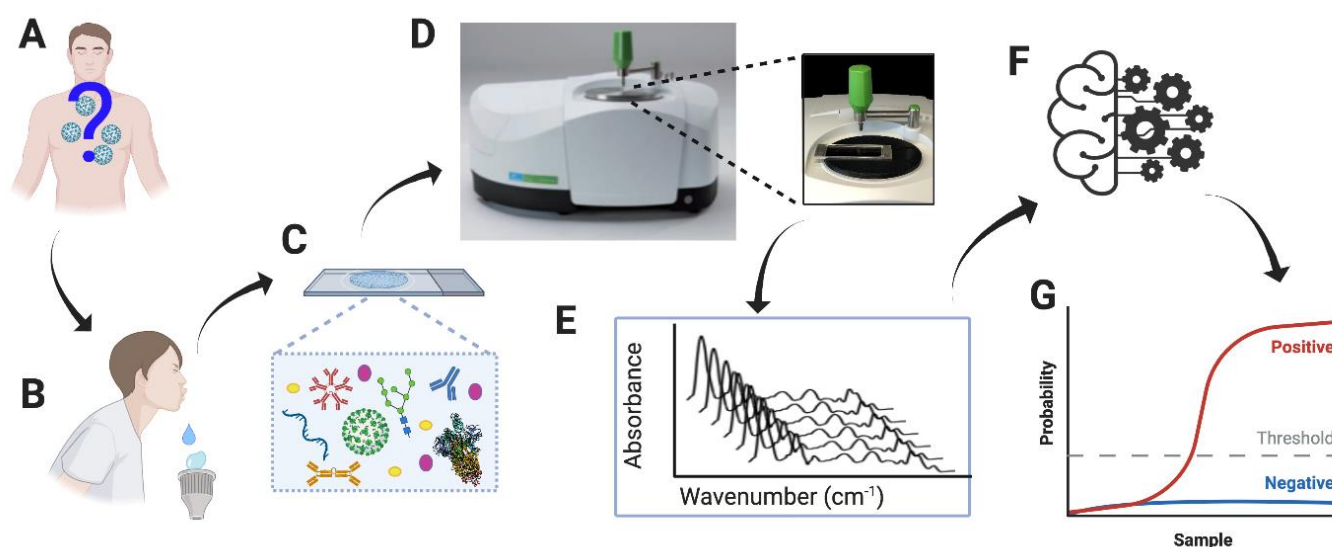 A
?
B
C
D
E
Absorbance
Wavenumber (cm⁻¹)
F
G
Probability
Positive
Threshold
Negative
Sample